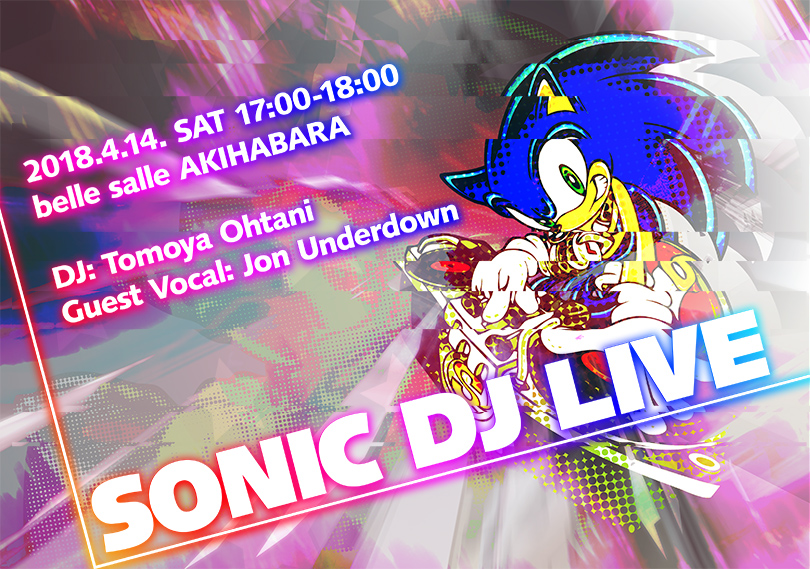 2018.4.14. SAT 17:00-18:00
belle salle AKIHABARA
DJ: Tomoya Ohtani
Guest Vocal: Jon Underdown
SONIC DJ LIVE